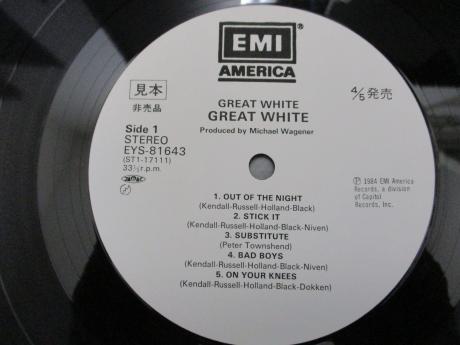 EMI
AMERICA
見本
非売品
4/5発売
GREAT WHITE
GREAT WHITE
Produced by Michael Wagener
Side 1
STEREO
EYS-81643
(ST1-17111)
33⅓r.p.m.
Ⓟ 1984 EMI America
Records, a division
of Capitol
Records, Inc.
1. OUT OF THE NIGHT
(Kendall-Russell-Holland-Black)
2. STICK IT
(Kendall-Russell-Holland-Black-Niven)
3. SUBSTITUTE
(Peter Townshend)
4. BAD BOYS
(Kendall-Russell-Holland-Black-Niven)
5. ON YOUR KNEES
(Kendall-Russell-Holland-Black-Dokken)